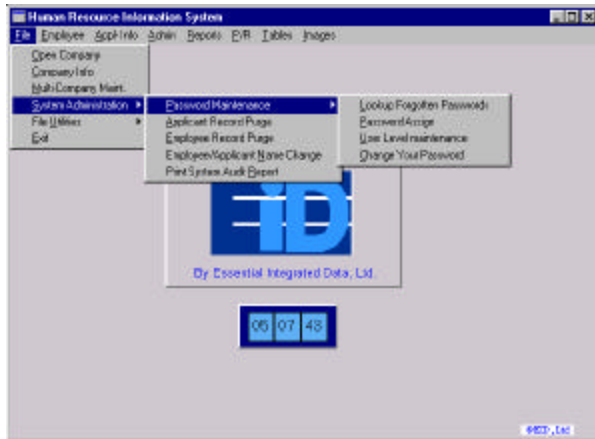 Human Resource Information System
File Employee Appl-Info Admin Reports P/R Tables Images
Open Company
Company Info
Multi-Company Maint.
System Administration
File Utilities
Exit
Password Maintenance
Applicant Record Purge
Employee Record Purge
Employee/Applicant Name Change
Print System Audit Report
Lookup Forgotten Passwords
Password Assign
User Level maintenance
Change Your Password
EiD
By Essential Integrated Data, Ltd.
05 07 43